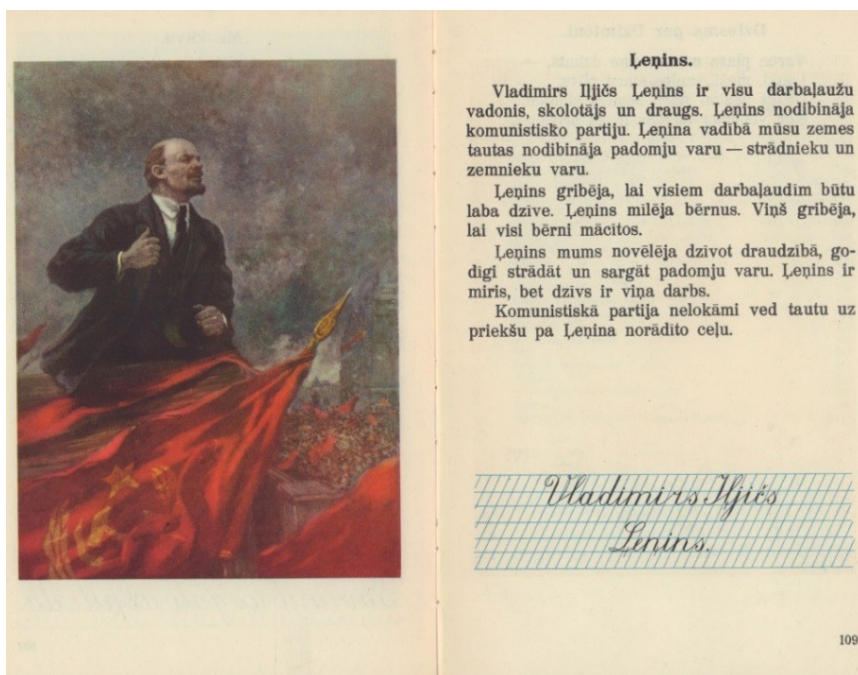 Ļeņins.
Vladimirs Iļjičs Ļeņins ir visu darbaļaužu
vadonis, skolotājs un draugs. Ļeņins nodibināja
komunistisko partiju. Ļeņina vadībā mūsu zemes
tautas nodibināja padomju varu — strādnieku un
zemnieku varu.
Ļeņins gribēja, lai visiem darbaļaudīm būtu
laba dzīve. Ļeņins mīlēja bērnus. Viņš gribēja,
lai visi bērni mācītos.
Ļeņins mums novēlēja dzīvot draudzībā, go-
dīgi strādāt un sargāt padomju varu. Ļeņins ir
miris, bet dzīvs ir viņa darbs.
Komunistiskā partija nelokāmi ved tautu uz
priekšu pa Ļeņina norādīto ceļu.
Vladimirs Iļjičs
Ļeņins.
109